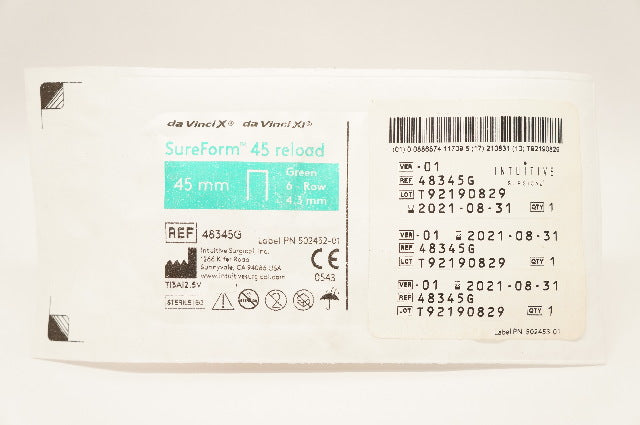 da Vinci X® da Vinci Xi®
SureForm™ 45 reload
45 mm
Green
6 - Row
4.3 mm
REF 48345G
Label PN 502452-01
Intuitive Surgical, Inc.
1266 Kifer Road
Sunnyvale, CA 94086 USA
www.intuitivesurgical.com
CE
0543
STERILE
VER -01
INTUITIVE
SURGICAL
REF 48345G
LOT T92190829
2021-08-31 QTY 1
VER -01 2021-08-31
REF 48345G
LOT T92190829 QTY 1
VER -01 2021-08-31
REF 48345G
LOT T92190829 QTY 1
Label PN 502453-01